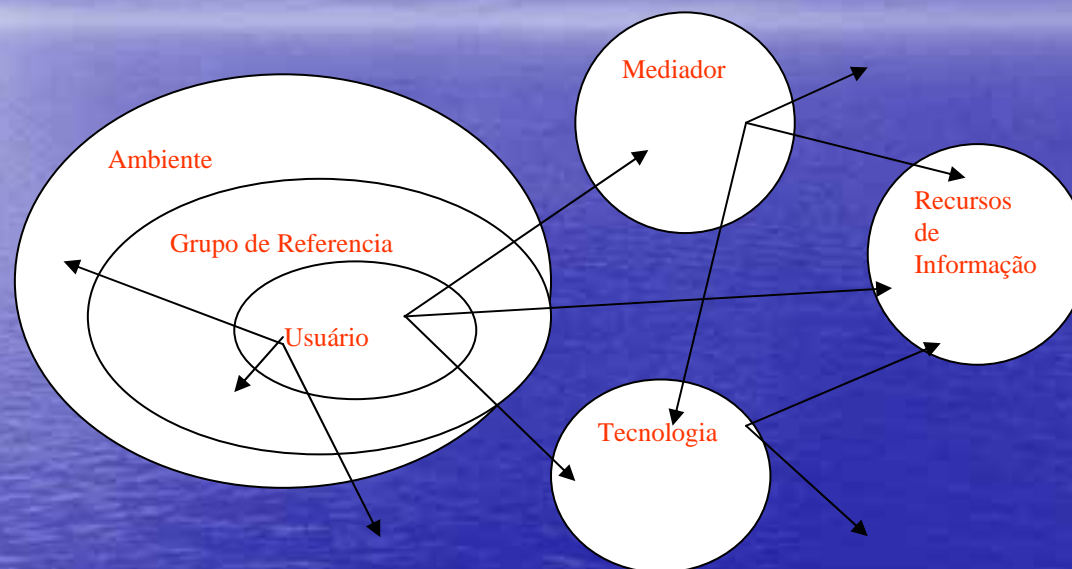 Mediador
Ambiente
Recursos
de
Informação
Grupo de Referencia
Usuário
Tecnologia